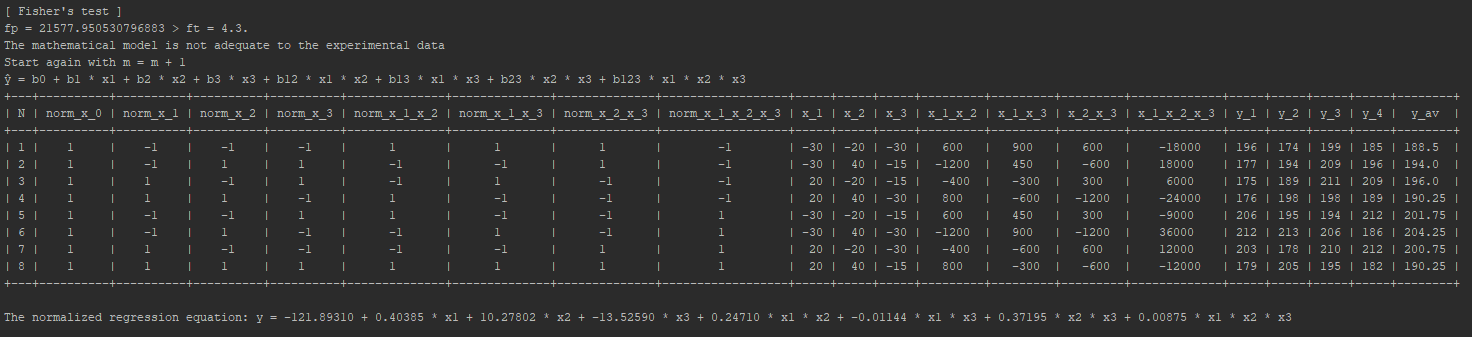 [ Fisher's test ]
fp = 21577.950530796883 > ft = 4.3.
The mathematical model is not adequate to the experimental data
Start again with m = m + 1
ŷ = b0 + b1 * x1 + b2 * x2 + b3 * x3 + b12 * x1 * x2 + b13 * x1 * x3 + b23 * x2 * x3 + b123 * x1 * x2 * x3
+---+----------+----------+----------+----------+--------------+--------------+--------------+------------------+-----+-----+-----+---------+---------+---------+-------------+-----+-----+-----+-----+--------+
| N | norm_x_0 | norm_x_1 | norm_x_2 | norm_x_3 | norm_x_1_x_2 | norm_x_1_x_3 | norm_x_2_x_3 | norm_x_1_x_2_x_3 | x_1 | x_2 | x_3 | x_1_x_2 | x_1_x_3 | x_2_x_3 | x_1_x_2_x_3 | y_1 | y_2 | y_3 | y_4 | y_av |
+---+----------+----------+----------+----------+--------------+--------------+--------------+------------------+-----+-----+-----+---------+---------+---------+-------------+-----+-----+-----+-----+--------+
| 1 | 1 | -1 | -1 | -1 | 1 | 1 | 1 | -1 | -30 | -20 | -30 | 600 | 900 | 600 | -18000 | 196 | 174 | 199 | 185 | 188.5 |
| 2 | 1 | -1 | 1 | 1 | -1 | -1 | 1 | -1 | -30 | 40 | -15 | -1200 | 450 | -600 | 18000 | 177 | 194 | 209 | 196 | 194.0 |
| 3 | 1 | 1 | -1 | 1 | -1 | 1 | -1 | -1 | 20 | -20 | -15 | -400 | -300 | 300 | 6000 | 175 | 189 | 211 | 209 | 196.0 |
| 4 | 1 | 1 | 1 | -1 | 1 | -1 | -1 | -1 | 20 | 40 | -30 | 800 | -600 | -1200 | -24000 | 176 | 198 | 198 | 189 | 190.25 |
| 5 | 1 | -1 | -1 | 1 | 1 | -1 | -1 | 1 | -30 | -20 | -15 | 600 | 450 | 300 | -9000 | 206 | 195 | 194 | 212 | 201.75 |
| 6 | 1 | -1 | 1 | -1 | -1 | 1 | -1 | 1 | -30 | 40 | -30 | -1200 | 900 | -1200 | 36000 | 212 | 213 | 206 | 186 | 204.25 |
| 7 | 1 | 1 | -1 | -1 | -1 | -1 | 1 | 1 | 20 | -20 | -30 | -400 | -600 | 600 | 12000 | 203 | 178 | 210 | 212 | 200.75 |
| 8 | 1 | 1 | 1 | 1 | 1 | 1 | 1 | 1 | 20 | 40 | -15 | 800 | -300 | -600 | -12000 | 179 | 205 | 195 | 182 | 190.25 |
+---+----------+----------+----------+----------+--------------+--------------+--------------+------------------+-----+-----+-----+---------+---------+---------+-------------+-----+-----+-----+-----+--------+
The normalized regression equation: y = -121.89310 + 0.40385 * x1 + 10.27802 * x2 + -13.52590 * x3 + 0.24710 * x1 * x2 + -0.01144 * x1 * x3 + 0.37195 * x2 * x3 + 0.00875 * x1 * x2 * x3